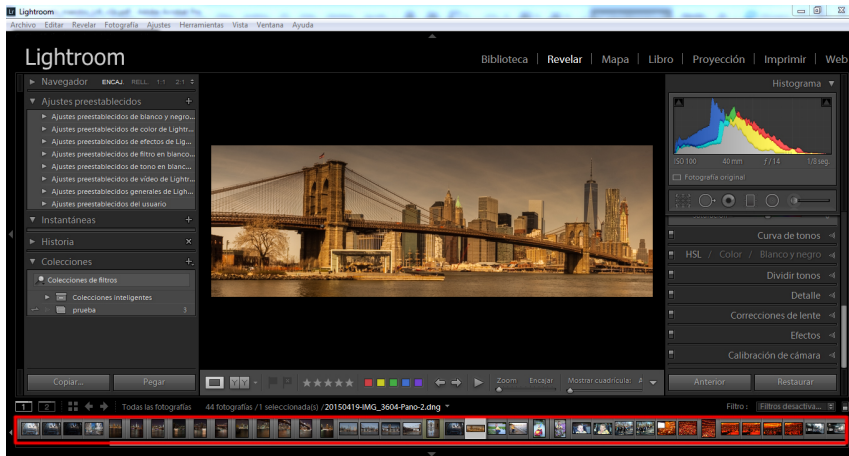 Lightroom
Archivo Editar Revelar Fotografía Ajustes Herramientas Vista Ventana Ayuda
Lightroom
Biblioteca | Revelar | Mapa | Libro | Proyección | Imprimir | Web
Navegador ENCAJ. RELL. 1:1 2:1
Histograma
Ajustes preestablecidos +
Ajustes preestablecidos de blanco y negro...
Ajustes preestablecidos de color de Lightr...
Ajustes preestablecidos de efectos de Lig...
Ajustes preestablecidos de filtro en blanco...
Ajustes preestablecidos de tono en blanc...
Ajustes preestablecidos de vídeo de Lightr...
Ajustes preestablecidos generales de Ligh...
Ajustes preestablecidos del usuario
ISO 100 40 mm ƒ / 14 1/8 seg.
Fotografía original
Instantáneas +
Historia ×
Colecciones +
Colecciones de filtros
Colecciones inteligentes
prueba 3
Curva de tonos
HSL / Color / Blanco y negro
Dividir tonos
Detalle
Correcciones de lente
Efectos
Calibración de cámara
Copiar... Pegar
Y Y
Zoom Encajar Mostrar cuadrícula:
Anterior Restaurar
1 2 Todas las fotografías 44 fotografías /1 seleccionada(s) /20150419-IMG_3604-Pano-2.dng
Filtro : Filtros desactiva...